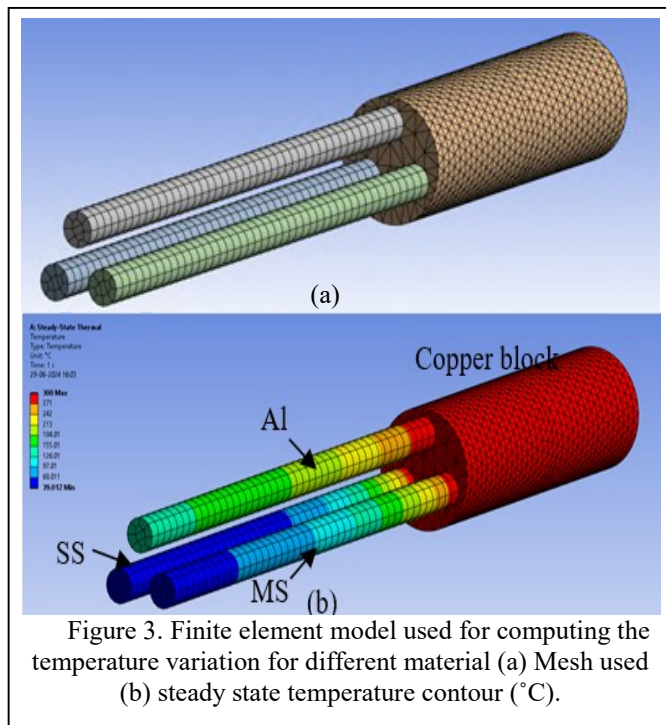 (a)
A: Steady-State Thermal
Temperature
Type: Temperature
Unit: °C
Time: 1 s
29-06-2024 16:03
300 Max
271
242
213
184.01
155.01
126.01
97.01
68.011
39.012 Min
Copper block
Al
SS
MS
(b)
Figure 3. Finite element model used for computing the
temperature variation for different material (a) Mesh used
(b) steady state temperature contour (˚C).